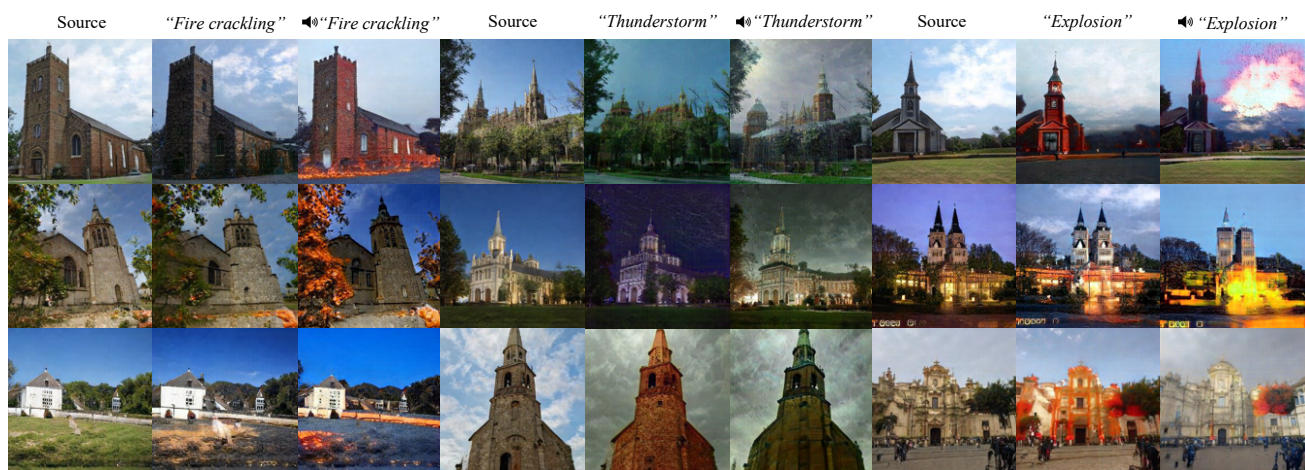 Source “Fire crackling” “Fire crackling” Source “Thunderstorm” “Thunderstorm” Source “Explosion” “Explosion”